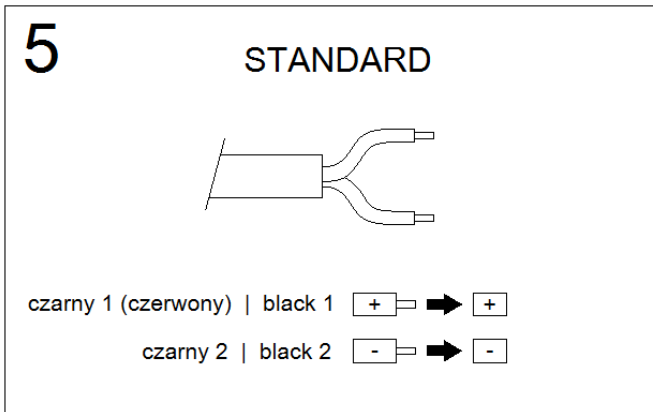 5
STANDARD
czarny 1 (czerwony) | black 1 + +
czarny 2 | black 2 - -